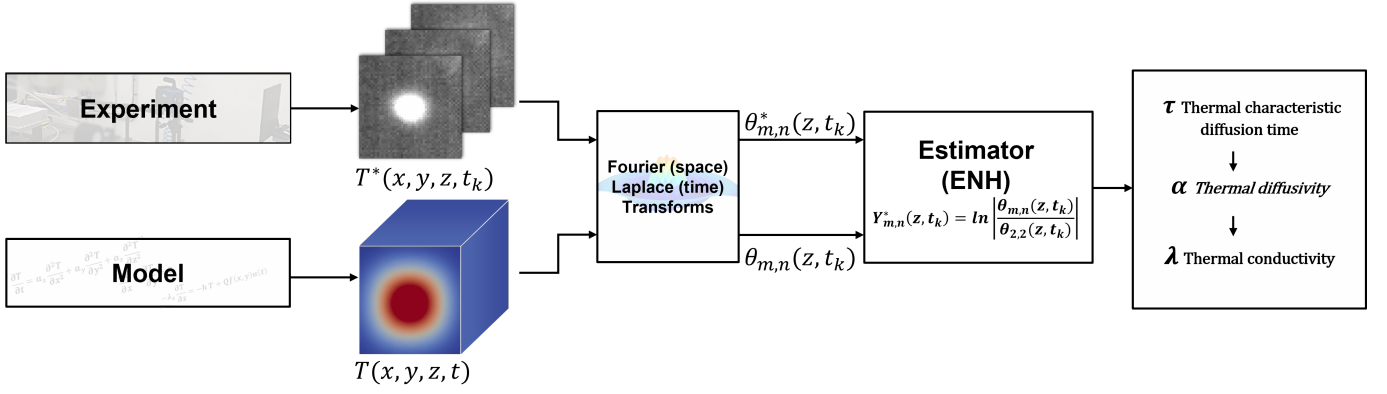 Experiment
T*(x, y, z, t_k)
Model
T(x, y, z, t)
Fourier (space)
Laplace (time)
Transforms
θ*_{m,n}(z, t_k)
θ_{m,n}(z, t_k)
Estimator
(ENH)
Y*_{m,n}(z, t_k) = ln |θ_{m,n}(z, t_k) / θ_{2,2}(z, t_k)|
τ Thermal characteristic
diffusion time
α Thermal diffusivity
λ Thermal conductivity